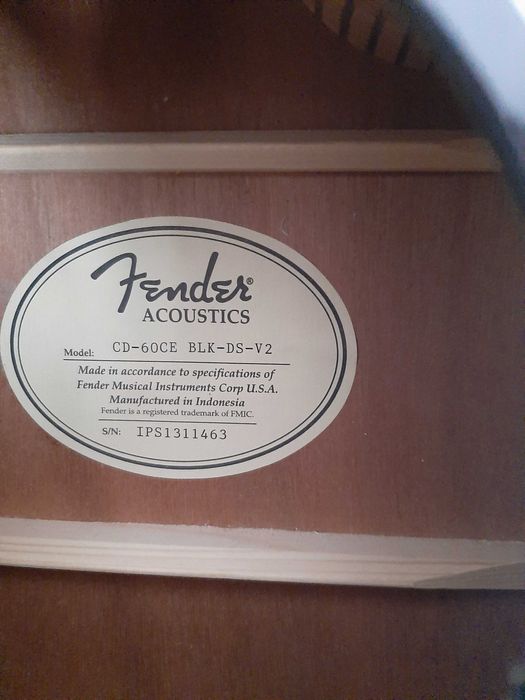 Fender®
ACOUSTICS
Model: CD-60CE BLK-DS-V2
Made in accordance to specifications of
Fender Musical Instruments Corp U.S.A.
Manufactured in Indonesia
Fender is a registered trademark of FMIC.
S/N: IPS1311463